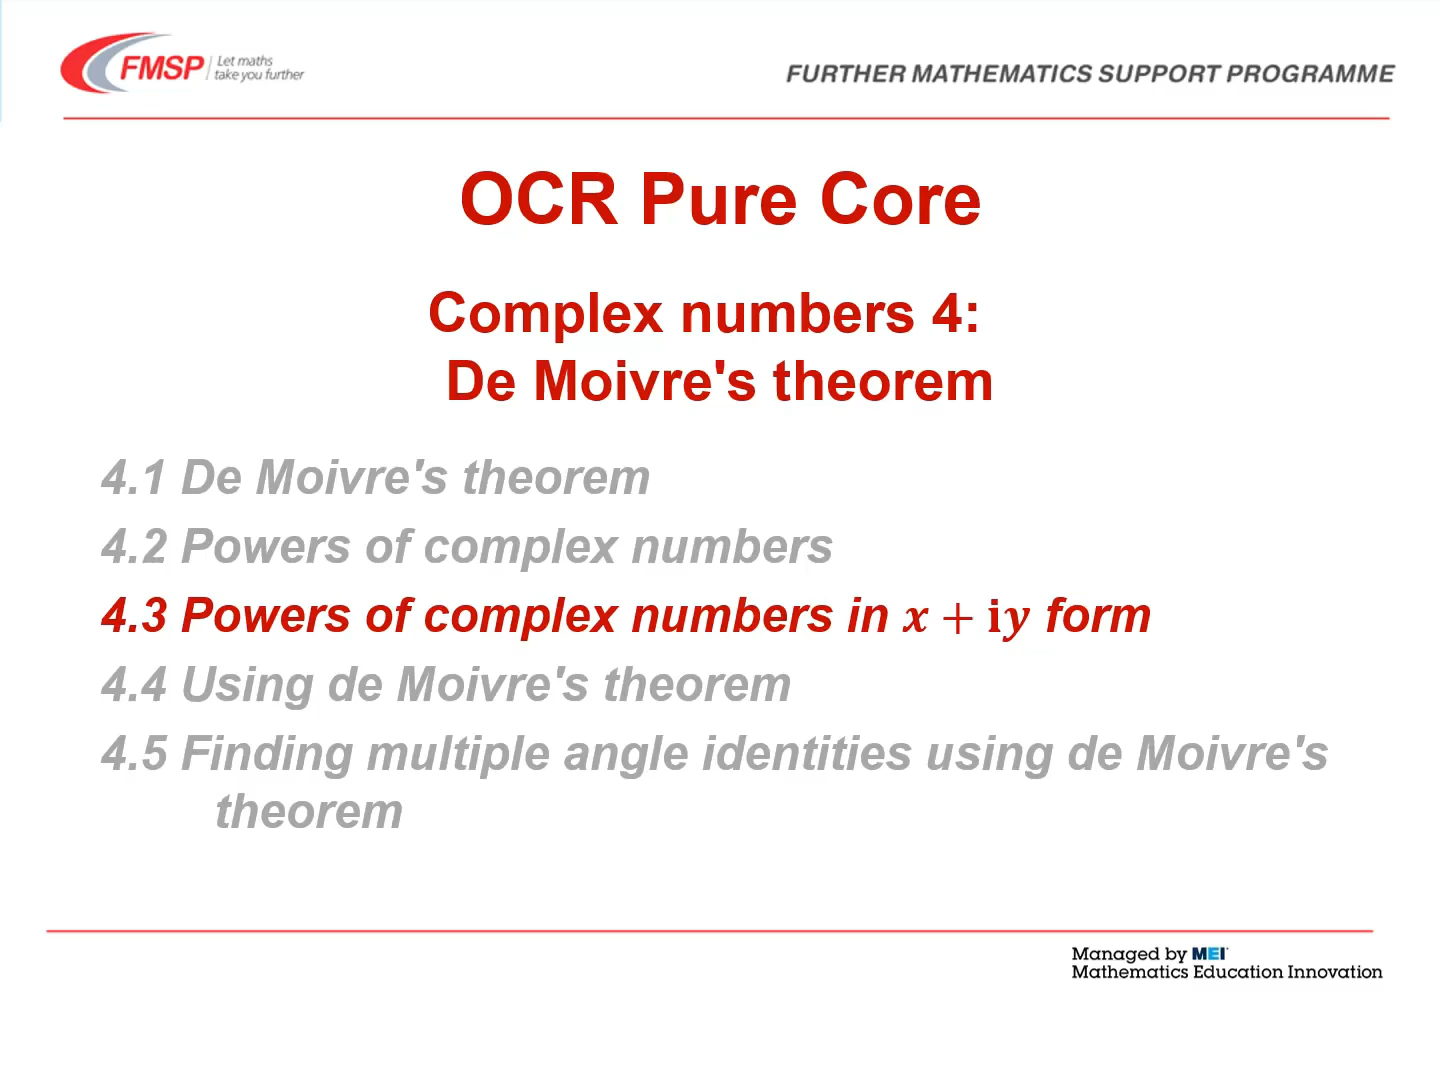 FMSP Let maths
take you further
FURTHER MATHEMATICS SUPPORT PROGRAMME
OCR Pure Core
Complex numbers 4:
De Moivre's theorem
4.1 De Moivre's theorem
4.2 Powers of complex numbers
4.3 Powers of complex numbers in x + iy form
4.4 Using de Moivre's theorem
4.5 Finding multiple angle identities using de Moivre's
theorem
Managed by MEI
Mathematics Education Innovation